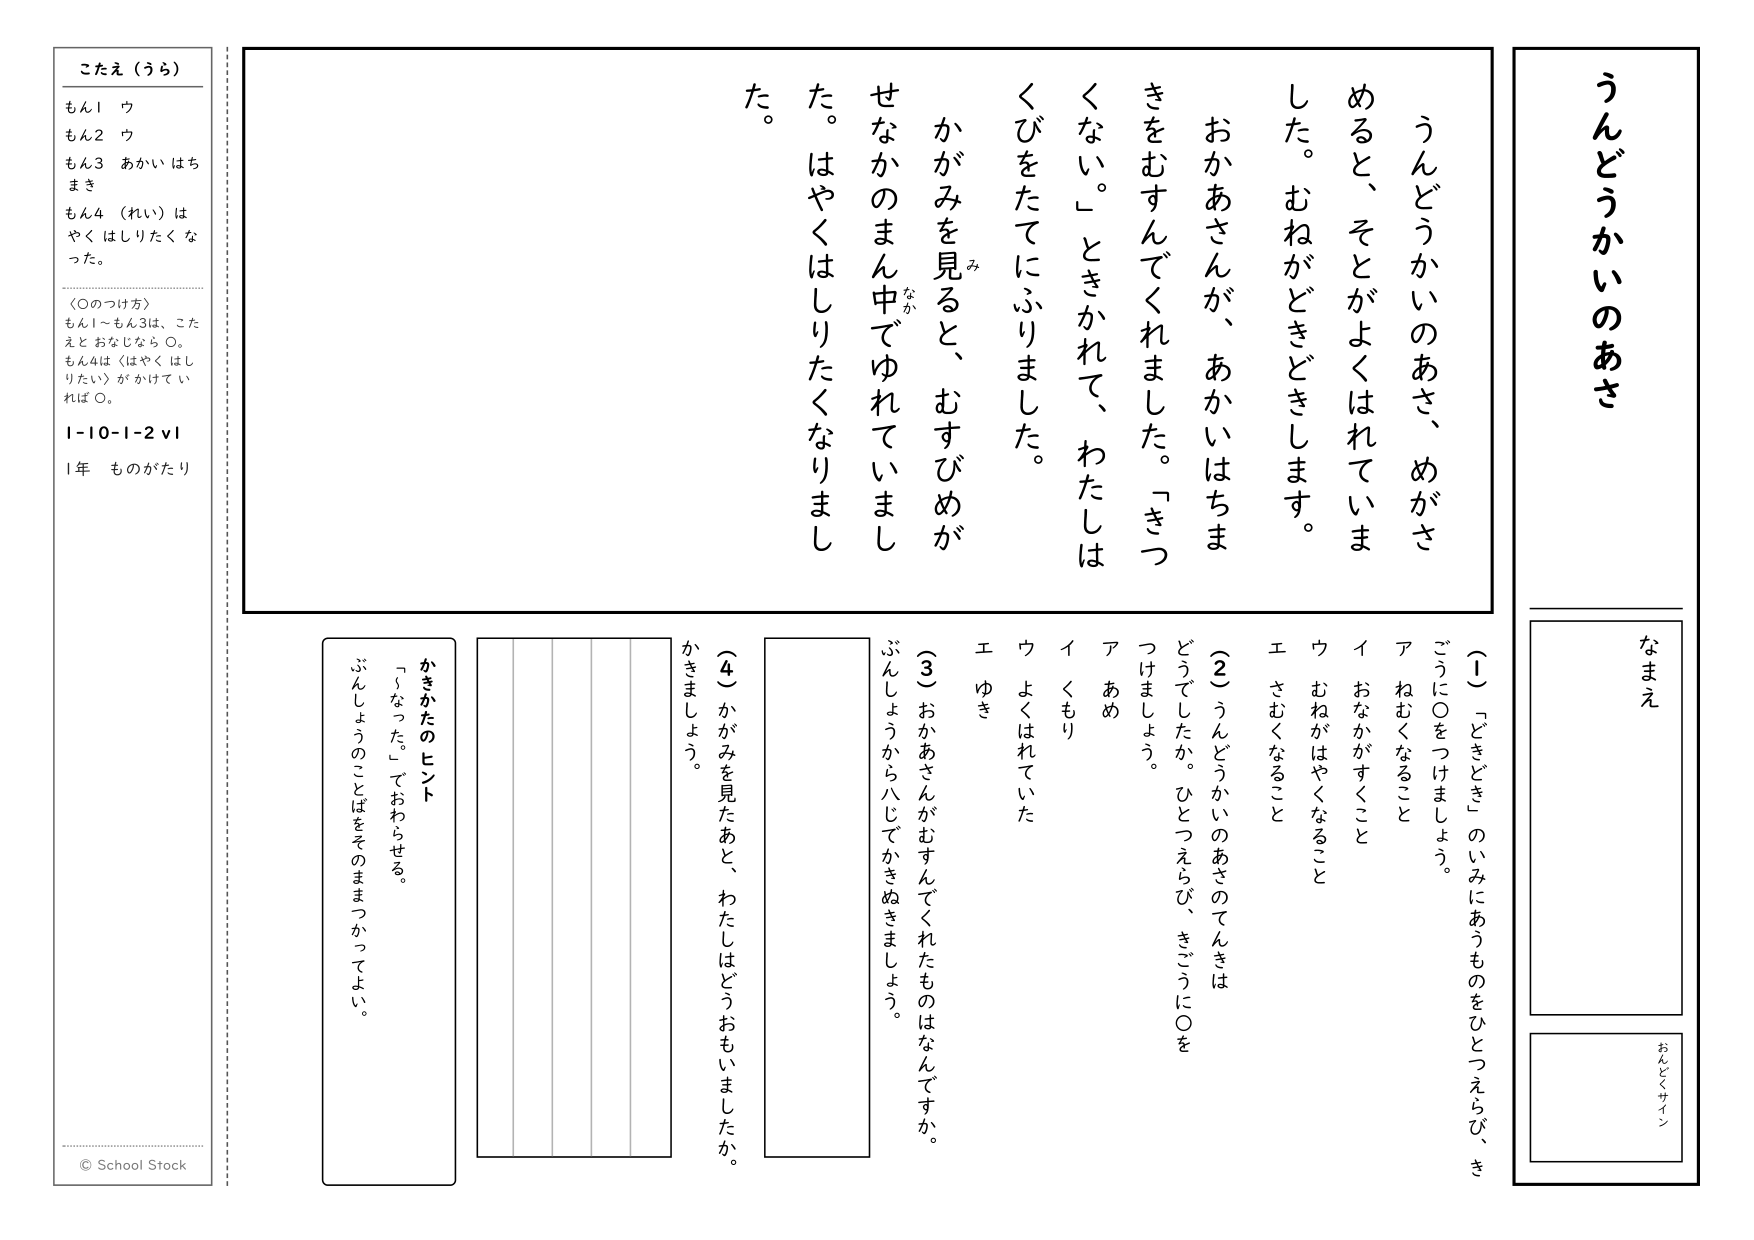 うんどうかいのあさ
なまえ
おんどくサイン
うんどうかいのあさ、めがさ
めると、そとがよくはれていま
した。むねがどきどきします。
おかあさんが、あかいはちま
きをむすんでくれました。「きつ
くない。」ときかれて、わたしは
くびをたてにふりました。
かがみを見ると、むすびめが
み
せなかのまん中でゆれていまし
なか
た。はやくはしりたくなりまし
た。
(1)「どきどき」のいみにあうものをひとつえらび、き
ごうに〇をつけましょう。
ア ねむくなること
イ おなかがすくこと
ウ むねがはやくなること
エ さむくなること
(2)うんどうかいのあさのてんきは
どうでしたか。ひとつえらび、きごうに〇を
つけましょう。
ア あめ
イ くもり
ウ よくはれていた
エ ゆき
(3)おかあさんがむすんでくれたものはなんですか。
ぶんしょうから八じでかきぬきましょう。
(4)かがみを見たあと、わたしはどうおもいましたか。
かきましょう。
かきかたの ヒント
「〜なった。」でおわらせる。
ぶんしょうのことばをそのままつかってよい。
こたえ（うら）
もん1 ウ
もん2 ウ
もん3 あかい はち
まき
もん4 （れい）は
やく はしりたく な
った。
〈〇のつけ方〉
もん1～もん3は、こた
えと おなじなら 〇。
もん4は〈はやく はし
りたい〉が かけて い
れば 〇。
1-10-1-2 v1
1年 ものがたり
© School Stock